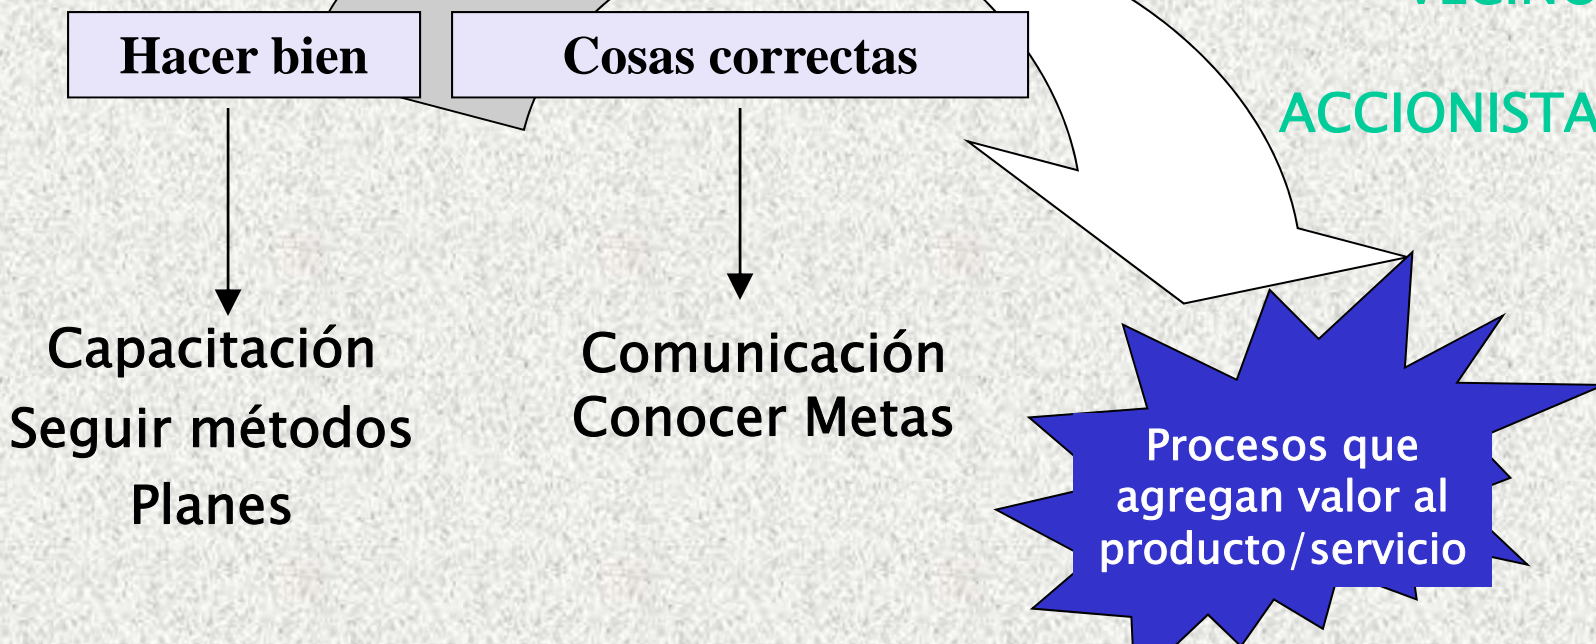 Hacer bien
Cosas correctas
ACCIONISTA
Capacitación
Seguir métodos
Planes
Comunicación
Conocer Metas
Procesos que
agregan valor al
producto/servicio